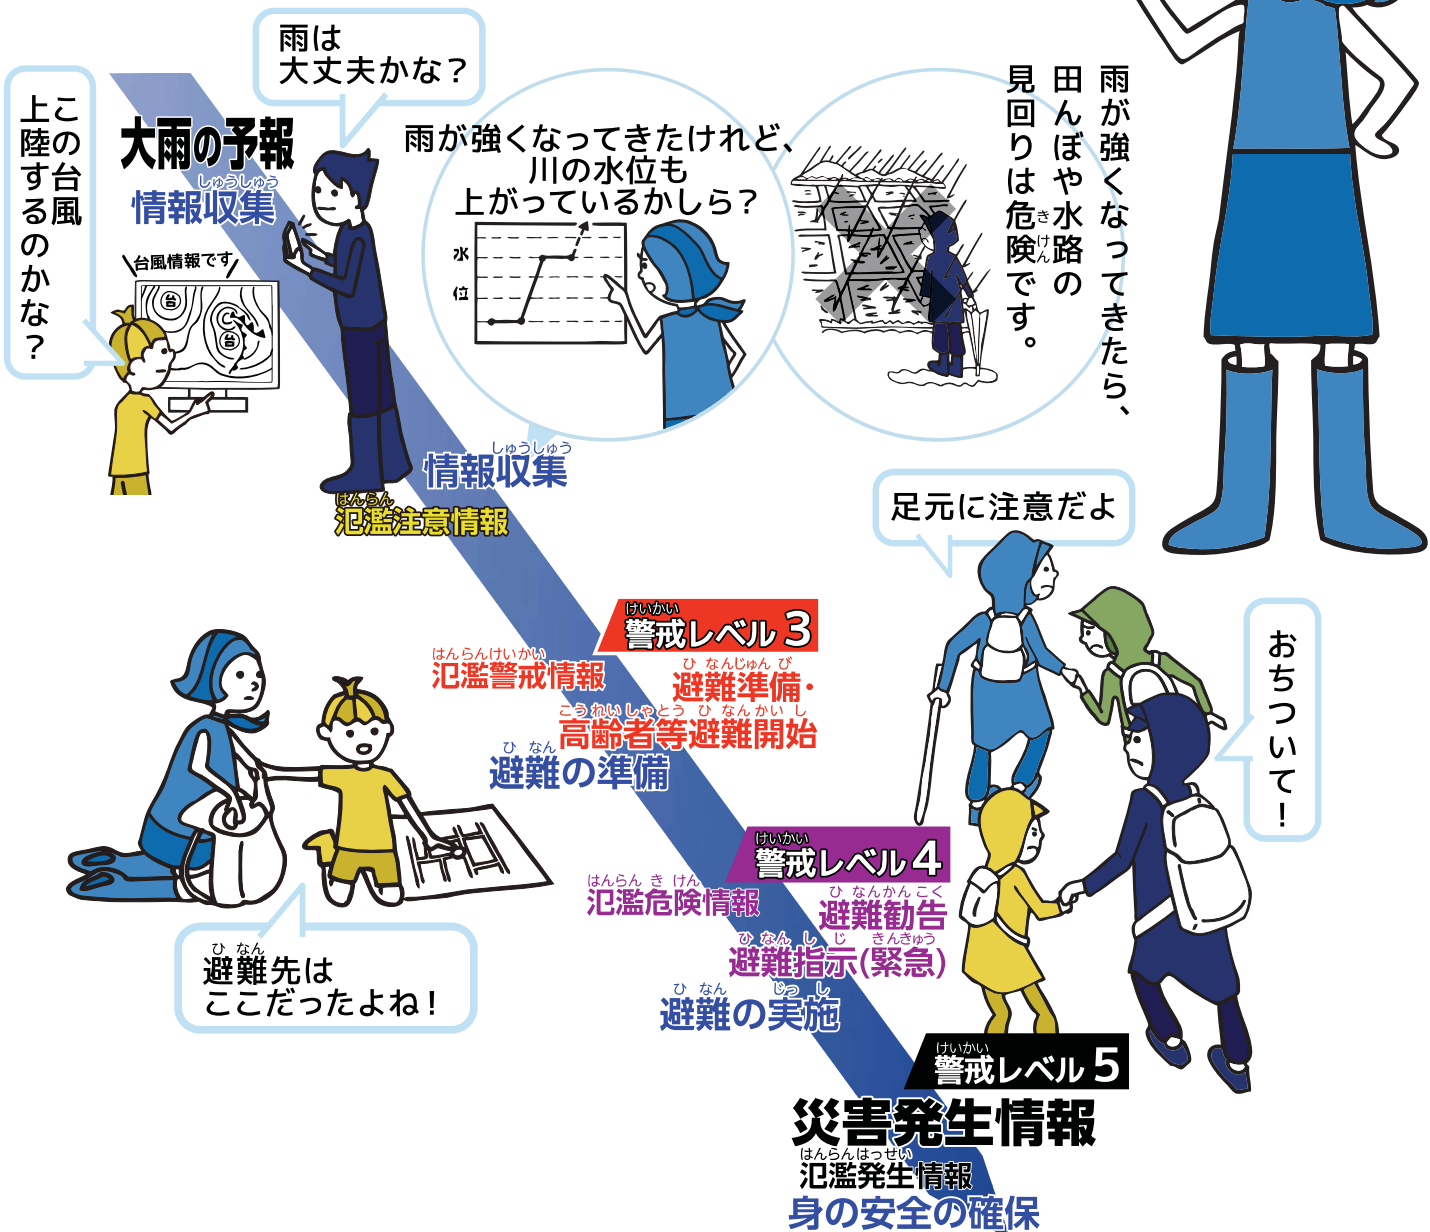 雨は
大丈夫かな？
この台風
上陸するのかな？
大雨の予報
しゅうしゅう
情報収集
台風情報です
台
台
雨が強くなってきたけれど、
川の水位も
上がっているかしら？
水
位
雨が強くなってきたら、
田んぼや水路の
見回りは危険です。
きけん
しゅうしゅう
情報収集
はんらん
氾濫注意情報
足元に注意だよ
おちついて！
けいかい
警戒レベル3
はんらんけいかい
氾濫警戒情報
ひなんじゅんび
避難準備・
こうれいしゃとうひなんかいし
高齢者等避難開始
ひなん
避難の準備
避難先は
ひなん
ここだったよね！
けいかい
警戒レベル4
はんらんきけん
氾濫危険情報
ひなんかんこく
避難勧告
ひなんしじ きんきゅう
避難指示(緊急)
ひなん じっし
避難の実施
けいかい
警戒レベル5
災害発生情報
はんらんはっせい
氾濫発生情報
身の安全の確保